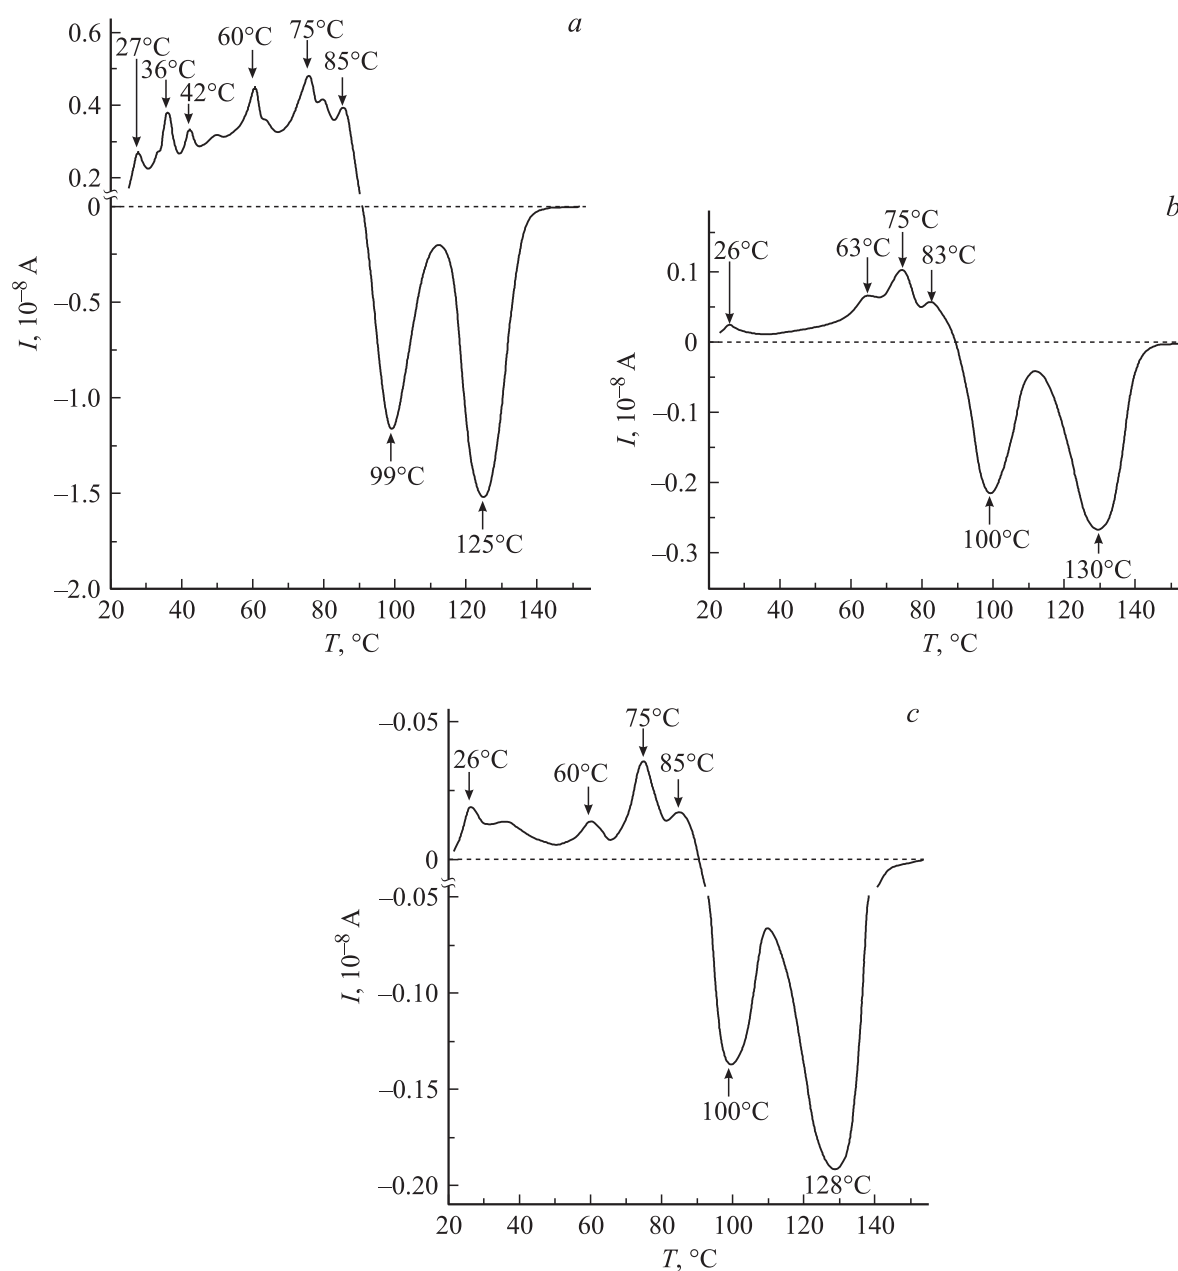 a
0.6
27°C
36°C
42°C
60°C
75°C
85°C
0.4
0.2
0
−0.5
−1.0
−1.5
−2.0
I, 10⁻⁸ A
99°C
125°C
20 40 60 80 100 120 140
T, °C
b
26°C
63°C
75°C
83°C
0.1
0
−0.1
−0.2
−0.3
I, 10⁻⁸ A
100°C
130°C
20 40 60 80 100 120 140
T, °C
c
−0.05
26°C
60°C
75°C
85°C
0
−0.05
−0.10
−0.15
−0.20
I, 10⁻⁸ A
100°C
128°C
20 40 60 80 100 120 140
T, °C